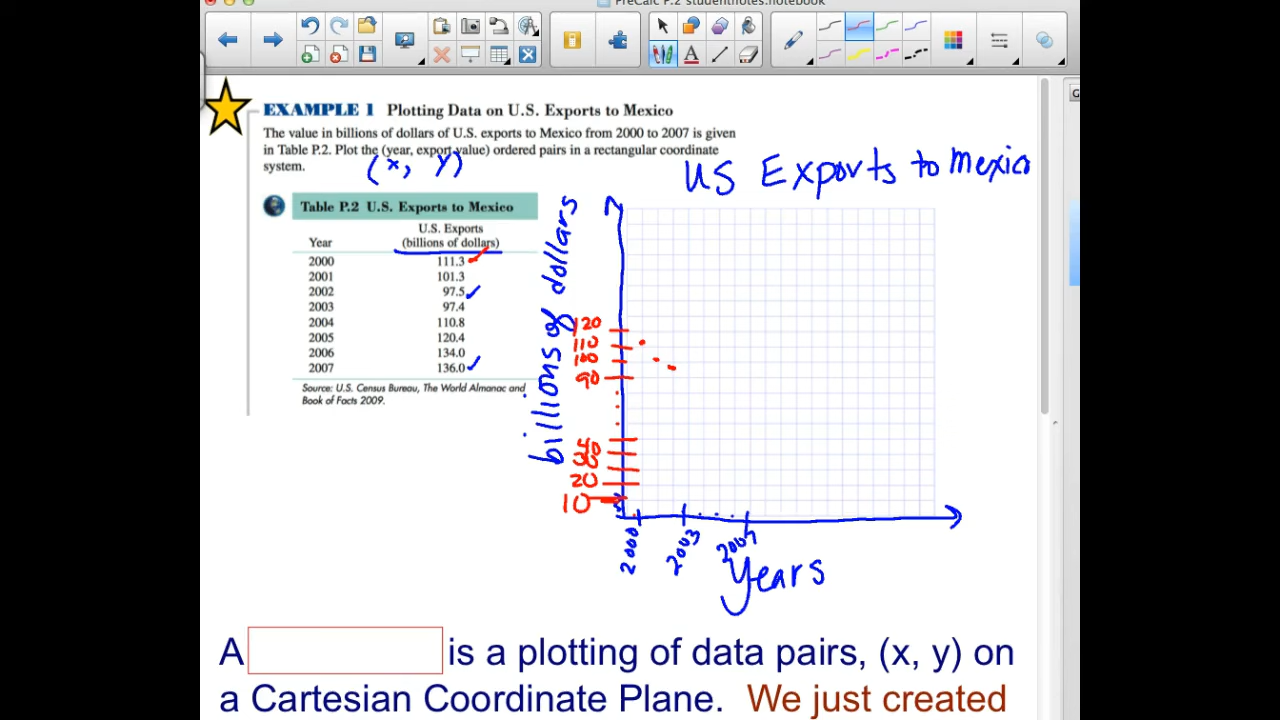 PreCalc P.2 studentnotes.notebook
EXAMPLE 1 Plotting Data on U.S. Exports to Mexico
The value in billions of dollars of U.S. exports to Mexico from 2000 to 2007 is given
in Table P.2. Plot the (year, export value) ordered pairs in a rectangular coordinate
system.
(x, y)
US Exports to Mexico
Table P.2 U.S. Exports to Mexico
U.S. Exports
Year (billions of dollars)
2000 111.3
2001 101.3
2002 97.5
2003 97.4
2004 110.8
2005 120.4
2006 134.0
2007 136.0
Source: U.S. Census Bureau, The World Almanac and
Book of Facts 2009.
billions of dollars
120
110
100
90
40
30
20
10
2000 2003 2007
Years
A is a plotting of data pairs, (x, y) on
a Cartesian Coordinate Plane. We just created